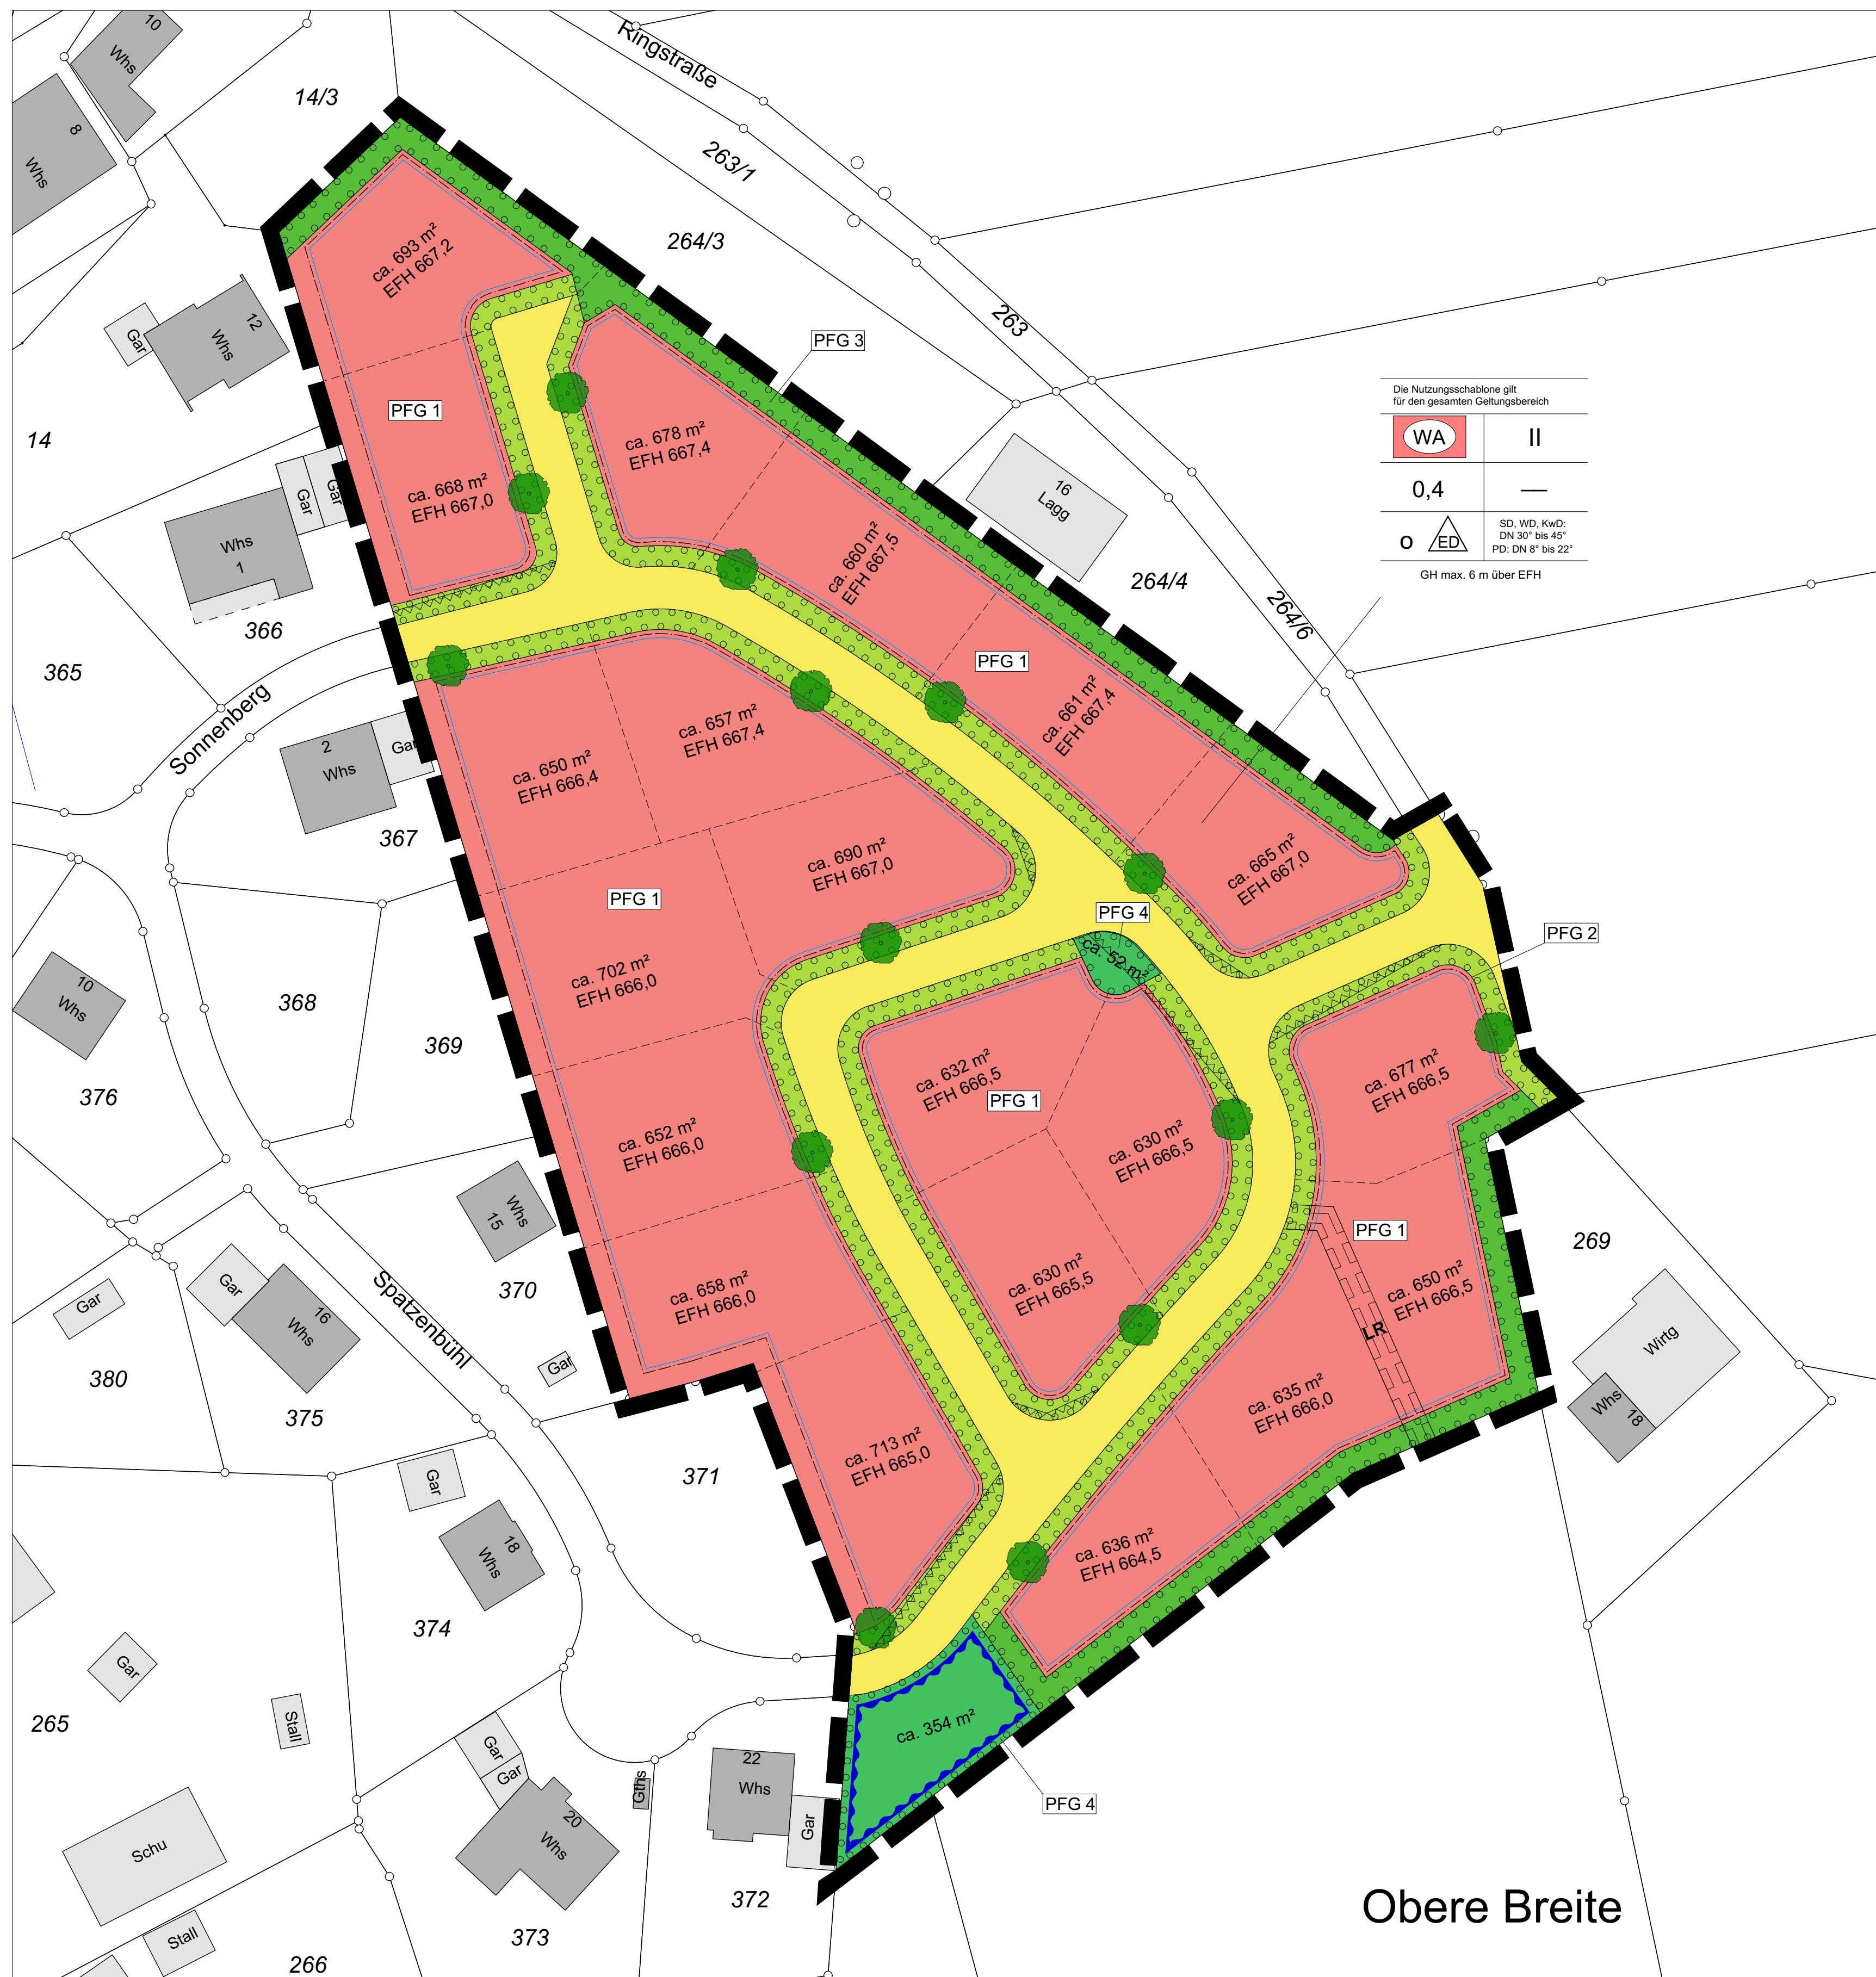 Ringstraße
10
Whs
14/3
8
Whs
263/1
264/3
263
ca. 693 m²
EFH 667,2
12
Whs
Gar
PFG 3
Die Nutzungsschablone gilt
für den gesamten Geltungsbereich
WA
II
0,4
—
o
ED
SD, WD, KwD:
DN 30° bis 45°
PD: DN 8° bis 22°
GH max. 6 m über EFH
PFG 1
14
ca. 678 m²
EFH 667,4
ca. 668 m²
EFH 667,0
Gar
Gar
Whs
1
16
Lagg
ca. 660 m²
EFH 667,5
264/4
264/6
366
365
PFG 1
Sonnenberg
ca. 661 m²
EFH 667,4
ca. 657 m²
EFH 667,4
2
Whs
Gar
ca. 650 m²
EFH 666,4
367
ca. 690 m²
EFH 667,0
ca. 665 m²
EFH 667,0
PFG 1
PFG 4
PFG 2
ca. 52 m²
ca. 702 m²
EFH 666,0
10
Whs
368
369
376
ca. 632 m²
EFH 666,5
PFG 1
ca. 677 m²
EFH 666,5
ca. 652 m²
EFH 666,0
ca. 630 m²
EFH 666,5
Whs
15
PFG 1
269
370
ca. 658 m²
EFH 666,0
ca. 630 m²
EFH 665,5
ca. 650 m²
EFH 666,5
LR
Spatzenbühl
Gar
Gar
16
Whs
Wirtg
Whs
18
380
375
Gar
ca. 635 m²
EFH 666,0
ca. 713 m²
EFH 665,0
371
Gar
18
Whs
ca. 636 m²
EFH 664,5
374
Gar
265
Stall
ca. 354 m²
Gar
Gar
22
Whs
Gar
Gths
PFG 4
20
Whs
Schu
372
Obere Breite
373
Stall
266